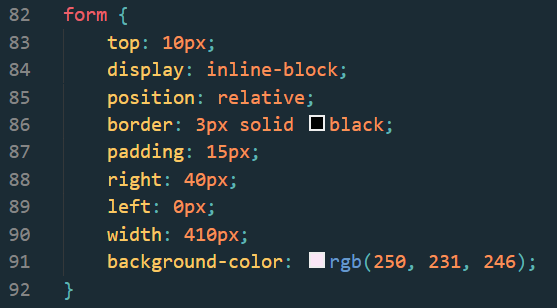 82 form {
83 top: 10px;
84 display: inline-block;
85 position: relative;
86 border: 3px solid black;
87 padding: 15px;
88 right: 40px;
89 left: 0px;
90 width: 410px;
91 background-color: rgb(250, 231, 246);
92 }